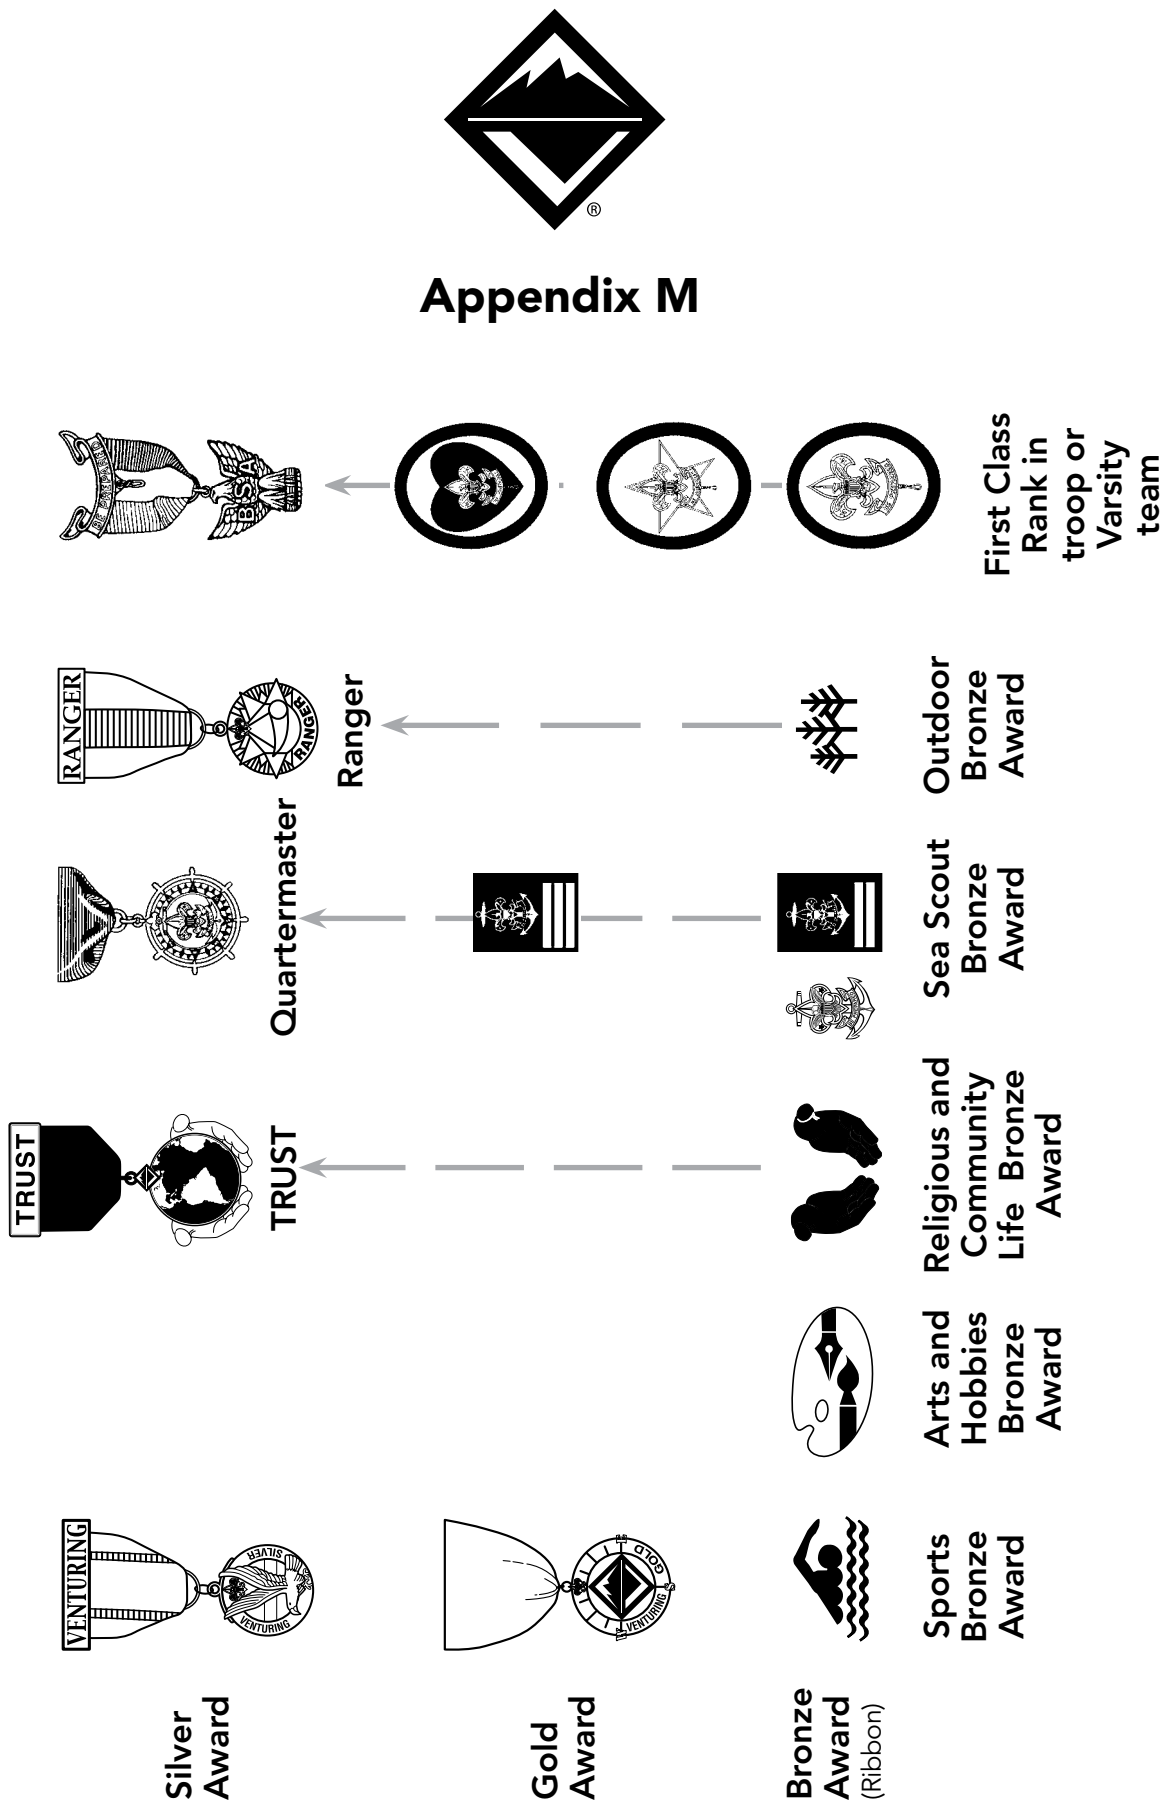 ®
Appendix M
Silver
Award
VENTURING
VENTURING
SILVER
TRUST
TRUST
Quartermaster
RANGER
RANGER
Ranger
BE PREPARED
BSA
Gold
Award
VENTURING
GOLD
Bronze
Award
(Ribbon)
Sports
Bronze
Award
Arts and
Hobbies
Bronze
Award
Religious and
Community
Life Bronze
Award
Sea Scout
Bronze
Award
Outdoor
Bronze
Award
First Class
Rank in
troop or
Varsity
team